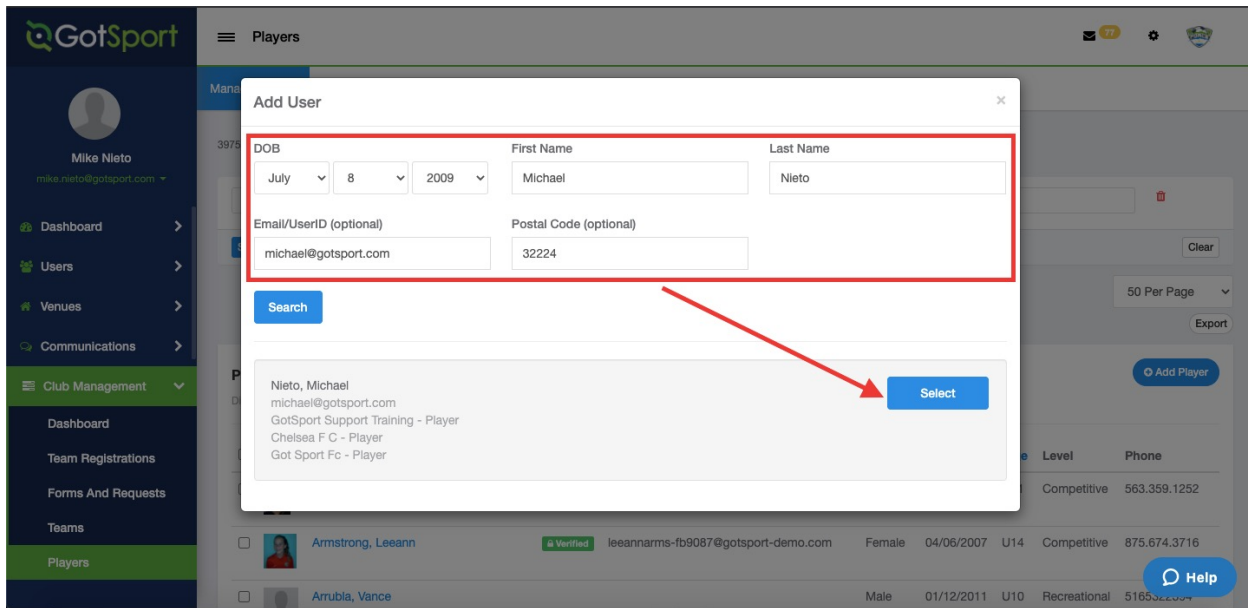 GotSport
Players
77
Mike Nieto
mike.nieto@gotsport.com
Dashboard
Users
Venues
Communications
Club Management
Dashboard
Team Registrations
Forms And Requests
Teams
Players
Mana
3975
Add User
×
DOB
First Name
Last Name
July
8
2009
Michael
Nieto
Email/UserID (optional)
Postal Code (optional)
michael@gotsport.com
32224
Search
Nieto, Michael
michael@gotsport.com
GotSport Support Training - Player
Chelsea F C - Player
Got Sport Fc - Player
Select
Clear
50 Per Page
Export
Add Player
Level Phone
Competitive 563.359.1252
Armstrong, Leeann Verified leeannarms-fb9087@gotsport-demo.com Female 04/06/2007 U14 Competitive 875.674.3716
Arrubla, Vance Male 01/12/2011 U10 Recreational
Help